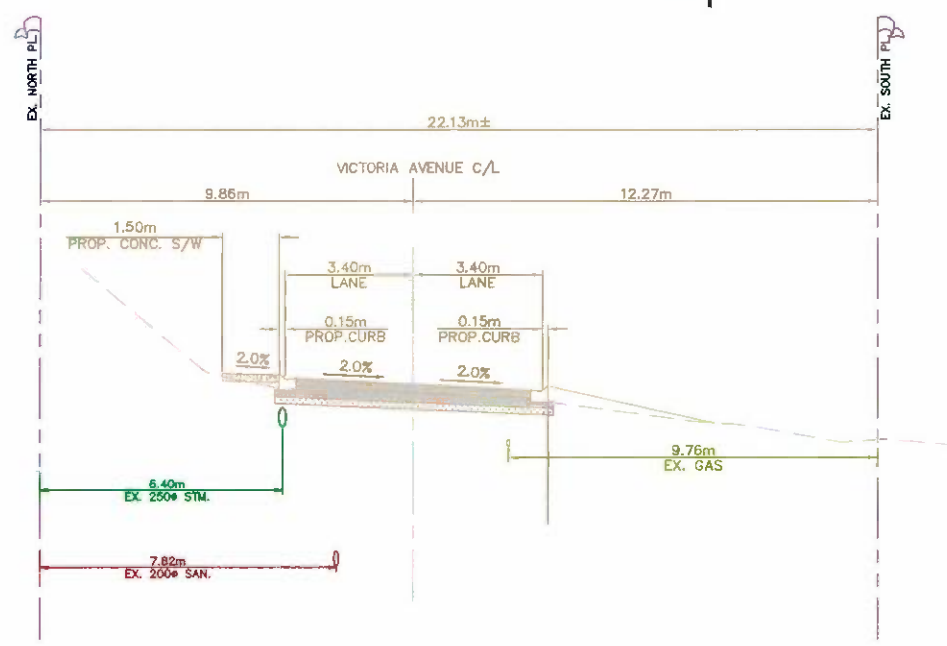 EX. NORTH PL
EX. SOUTH PL
22.13m±
VICTORIA AVENUE C/L
9.86m
12.27m
1.50m
PROP. CONC. S/W
3.40m
LANE
3.40m
LANE
0.15m
PROP.CURB
0.15m
PROP.CURB
2.0%
2.0%
2.0%
9.76m
EX. GAS
6.40m
EX. 250ø STM.
7.82m
EX. 200ø SAN.